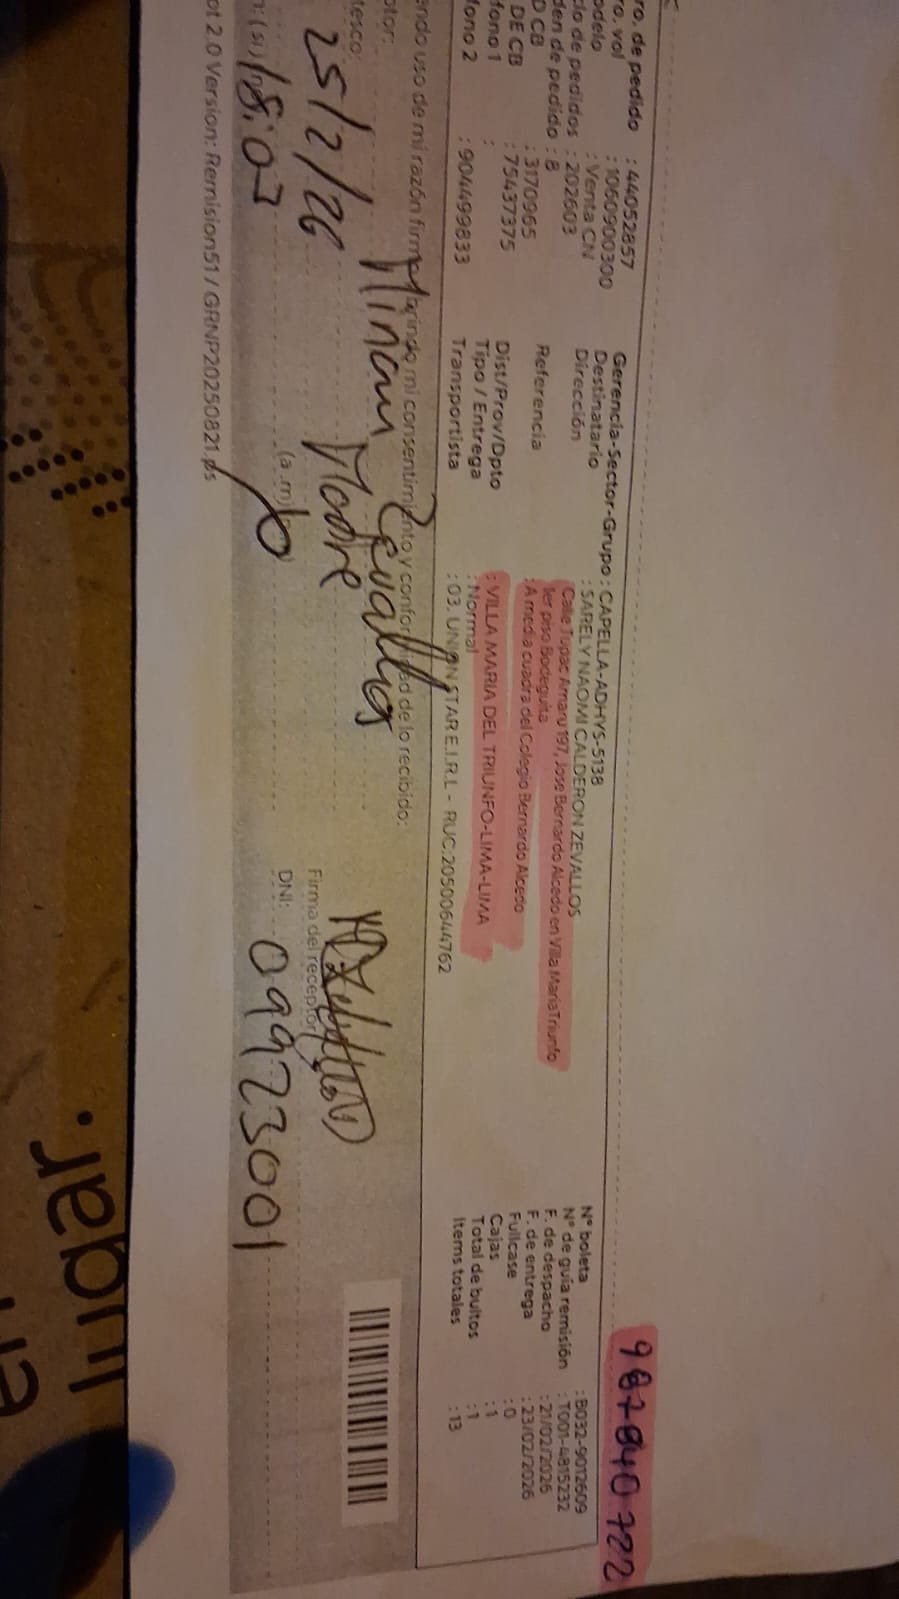 987840722
ro. de pedido : 44052857
ro. vol : 1060900300
odelo : Venta CN
clo de pedidos : 202603
den de pedido : 8
D CB : 3170965
DE CB : 75437375
fono 1 :
fono 2 : 904499833
Gerencia-Sector-Grupo : CAPELLA-ADHYS-5138
Destinatario : SARELY NAOMI CALDERON ZEVALLOS
Dirección : Calle Tupac Amaru 197, Jose Bernardo Alcedo en Villa MariaTriunfo
1er piso Bodeguita
Referencia : A media cuadra del Colegio Bernardo Alcedo
Dist/Prov/Dpto : VILLA MARIA DEL TRIUNFO-LIMA-LIMA
Tipo / Entrega : Normal
Transportista : 03. UNION STAR E.I.R.L - RUC:20500644762
N° boleta : B032-9012609
N° de guía remisión : T001-4815232
F. de despacho : 21/02/2026
F. de entrega : 23/02/2026
Fullcase : 0
Cajas : 1
Total de bultos : 1
Items totales : 13
endo uso de mi razón firmo brindo mi consentimiento y conformidad de lo recibido:
ptor: Miriam Zevallos
tesco: Madre
25/2/26
Firma del receptor
(a.m)
DNI: 09923001
ot 2.0 Version: Remision51 / GRNP20250821.ps